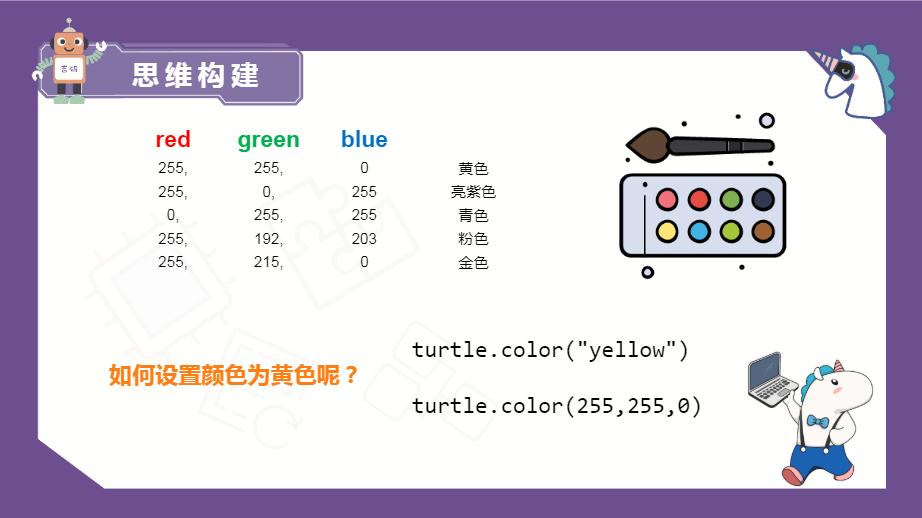 吉祥
思维构建
red green blue
255, 255, 0 黄色
255, 0, 255 亮紫色
0, 255, 255 青色
255, 192, 203 粉色
255, 215, 0 金色
turtle.color("yellow")
如何设置颜色为黄色呢？
turtle.color(255,255,0)